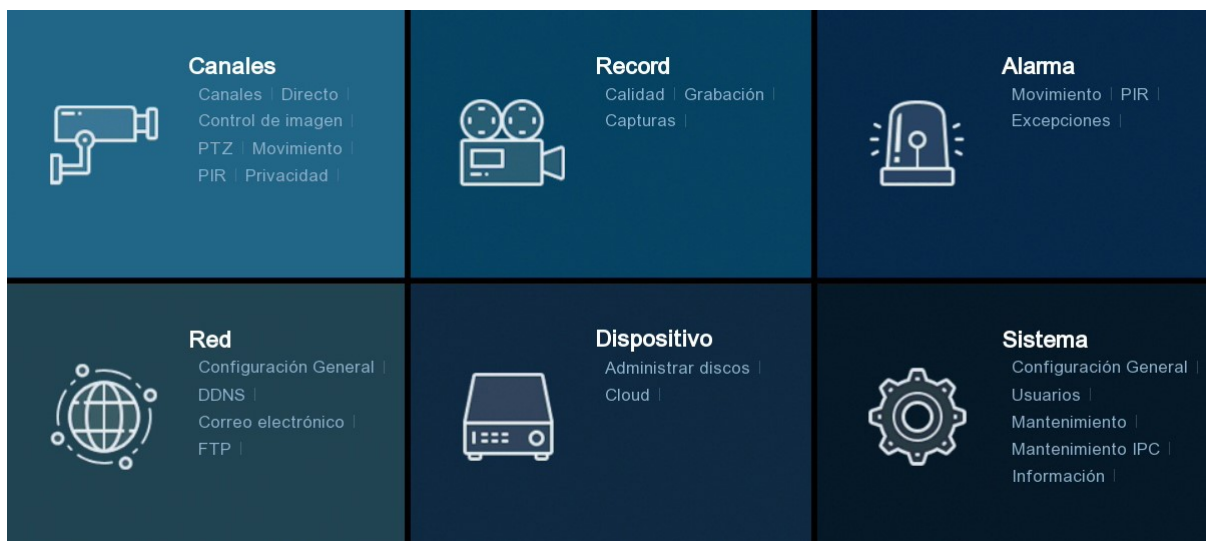 Canales
Canales | Directo |
Control de imagen |
PTZ | Movimiento |
PIR | Privacidad |
Record
Calidad | Grabación |
Capturas |
Alarma
Movimiento | PIR |
Excepciones |
Red
Configuración General |
DDNS |
Correo electrónico |
FTP |
Dispositivo
Administrar discos |
Cloud |
Sistema
Configuración General |
Usuarios |
Mantenimiento |
Mantenimiento IPC |
Información |